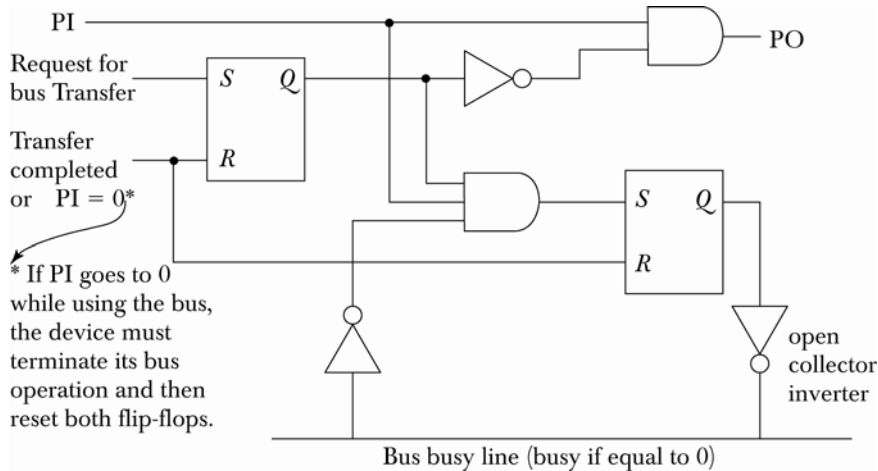 PI
PO
Request for
bus Transfer
S Q
R
Transfer
completed
or PI = 0*
S Q
R
* If PI goes to 0
while using the bus,
the device must
terminate its bus
operation and then
reset both flip-flops.
open
collector
inverter
Bus busy line (busy if equal to 0)